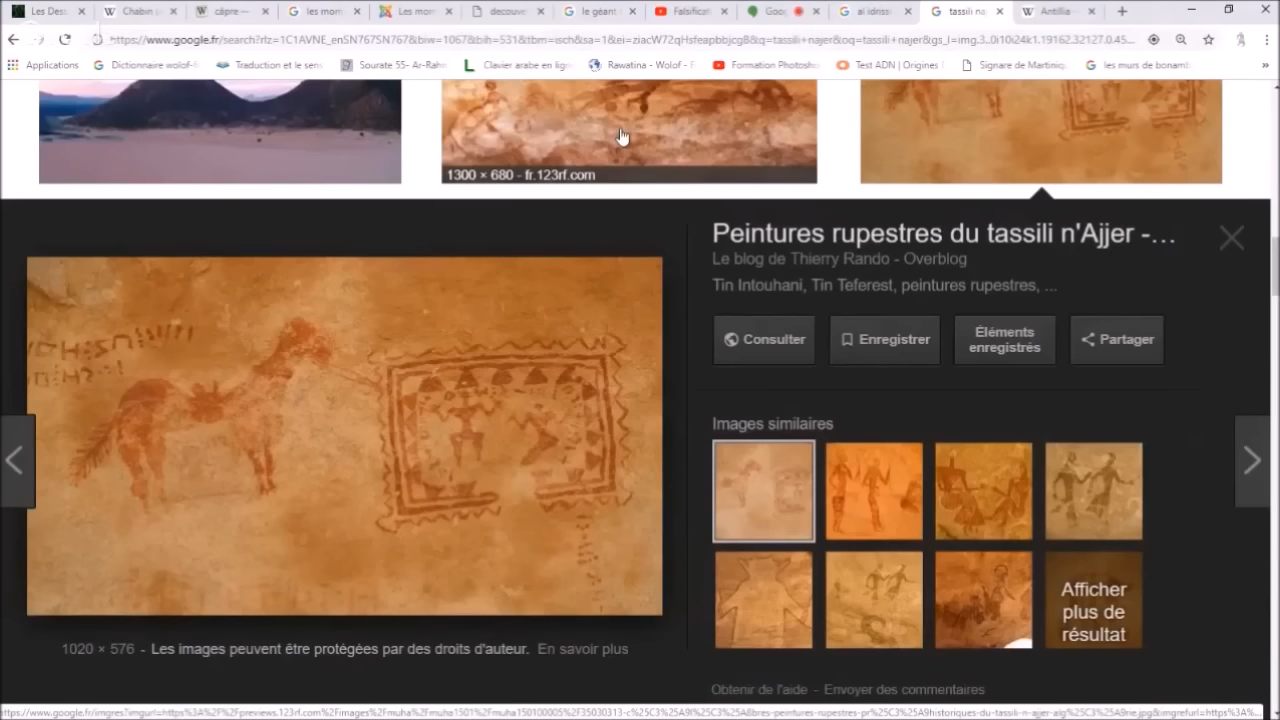 Les Des
Chabin
câpre —
les mom
Les mom
decouve
le géant
Falsificat
Goog
al idriss
tassili na
Antillia
https://www.google.fr/search?rlz=1C1AVNE_enSN767SN767&biw=1067&bih=531&tbm=isch&sa=1&ei=ziacW72qHsfeapbbjcgB&q=tassili+najer&oq=tassili+najer&gs_l=img.3..0i10i24k1.19162.32127.0.45...
Applications
Dictionnaire wolof-f
Traduction et le sens
Sourate 55- Ar-Rahm
Clavier arabe en lign
Rawatina - Wolof - F
Formation Photosho
Test ADN | Origines
Signare de Martiniq
les murs de bonamb
»
1300 × 680 - fr.123rf.com
Peintures rupestres du tassili n'Ajjer -...
Le blog de Thierry Rando - Overblog
Tin Intouhani, Tin Teferest, peintures rupestres, ...
Consulter
Enregistrer
Éléments
enregistrés
Partager
Images similaires
Afficher
plus de
résultat
1020 × 576 - Les images peuvent être protégées par des droits d'auteur. En savoir plus
Obtenir de l'aide - Envoyer des commentaires